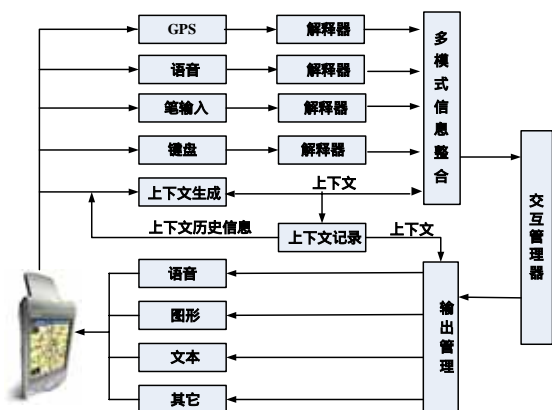 GPS
解释器
语音
解释器
笔输入
解释器
键盘
解释器
多模式信息整合
上下文生成
上下文
上下文历史信息
上下文记录
上下文
交互管理器
语音
图形
文本
其它
输出管理